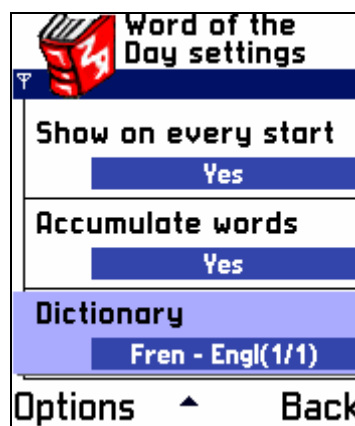 Word of the
Day settings
Show on every start
Yes
Accumulate words
Yes
Dictionary
Fren - Engl(1/1)
Options Back